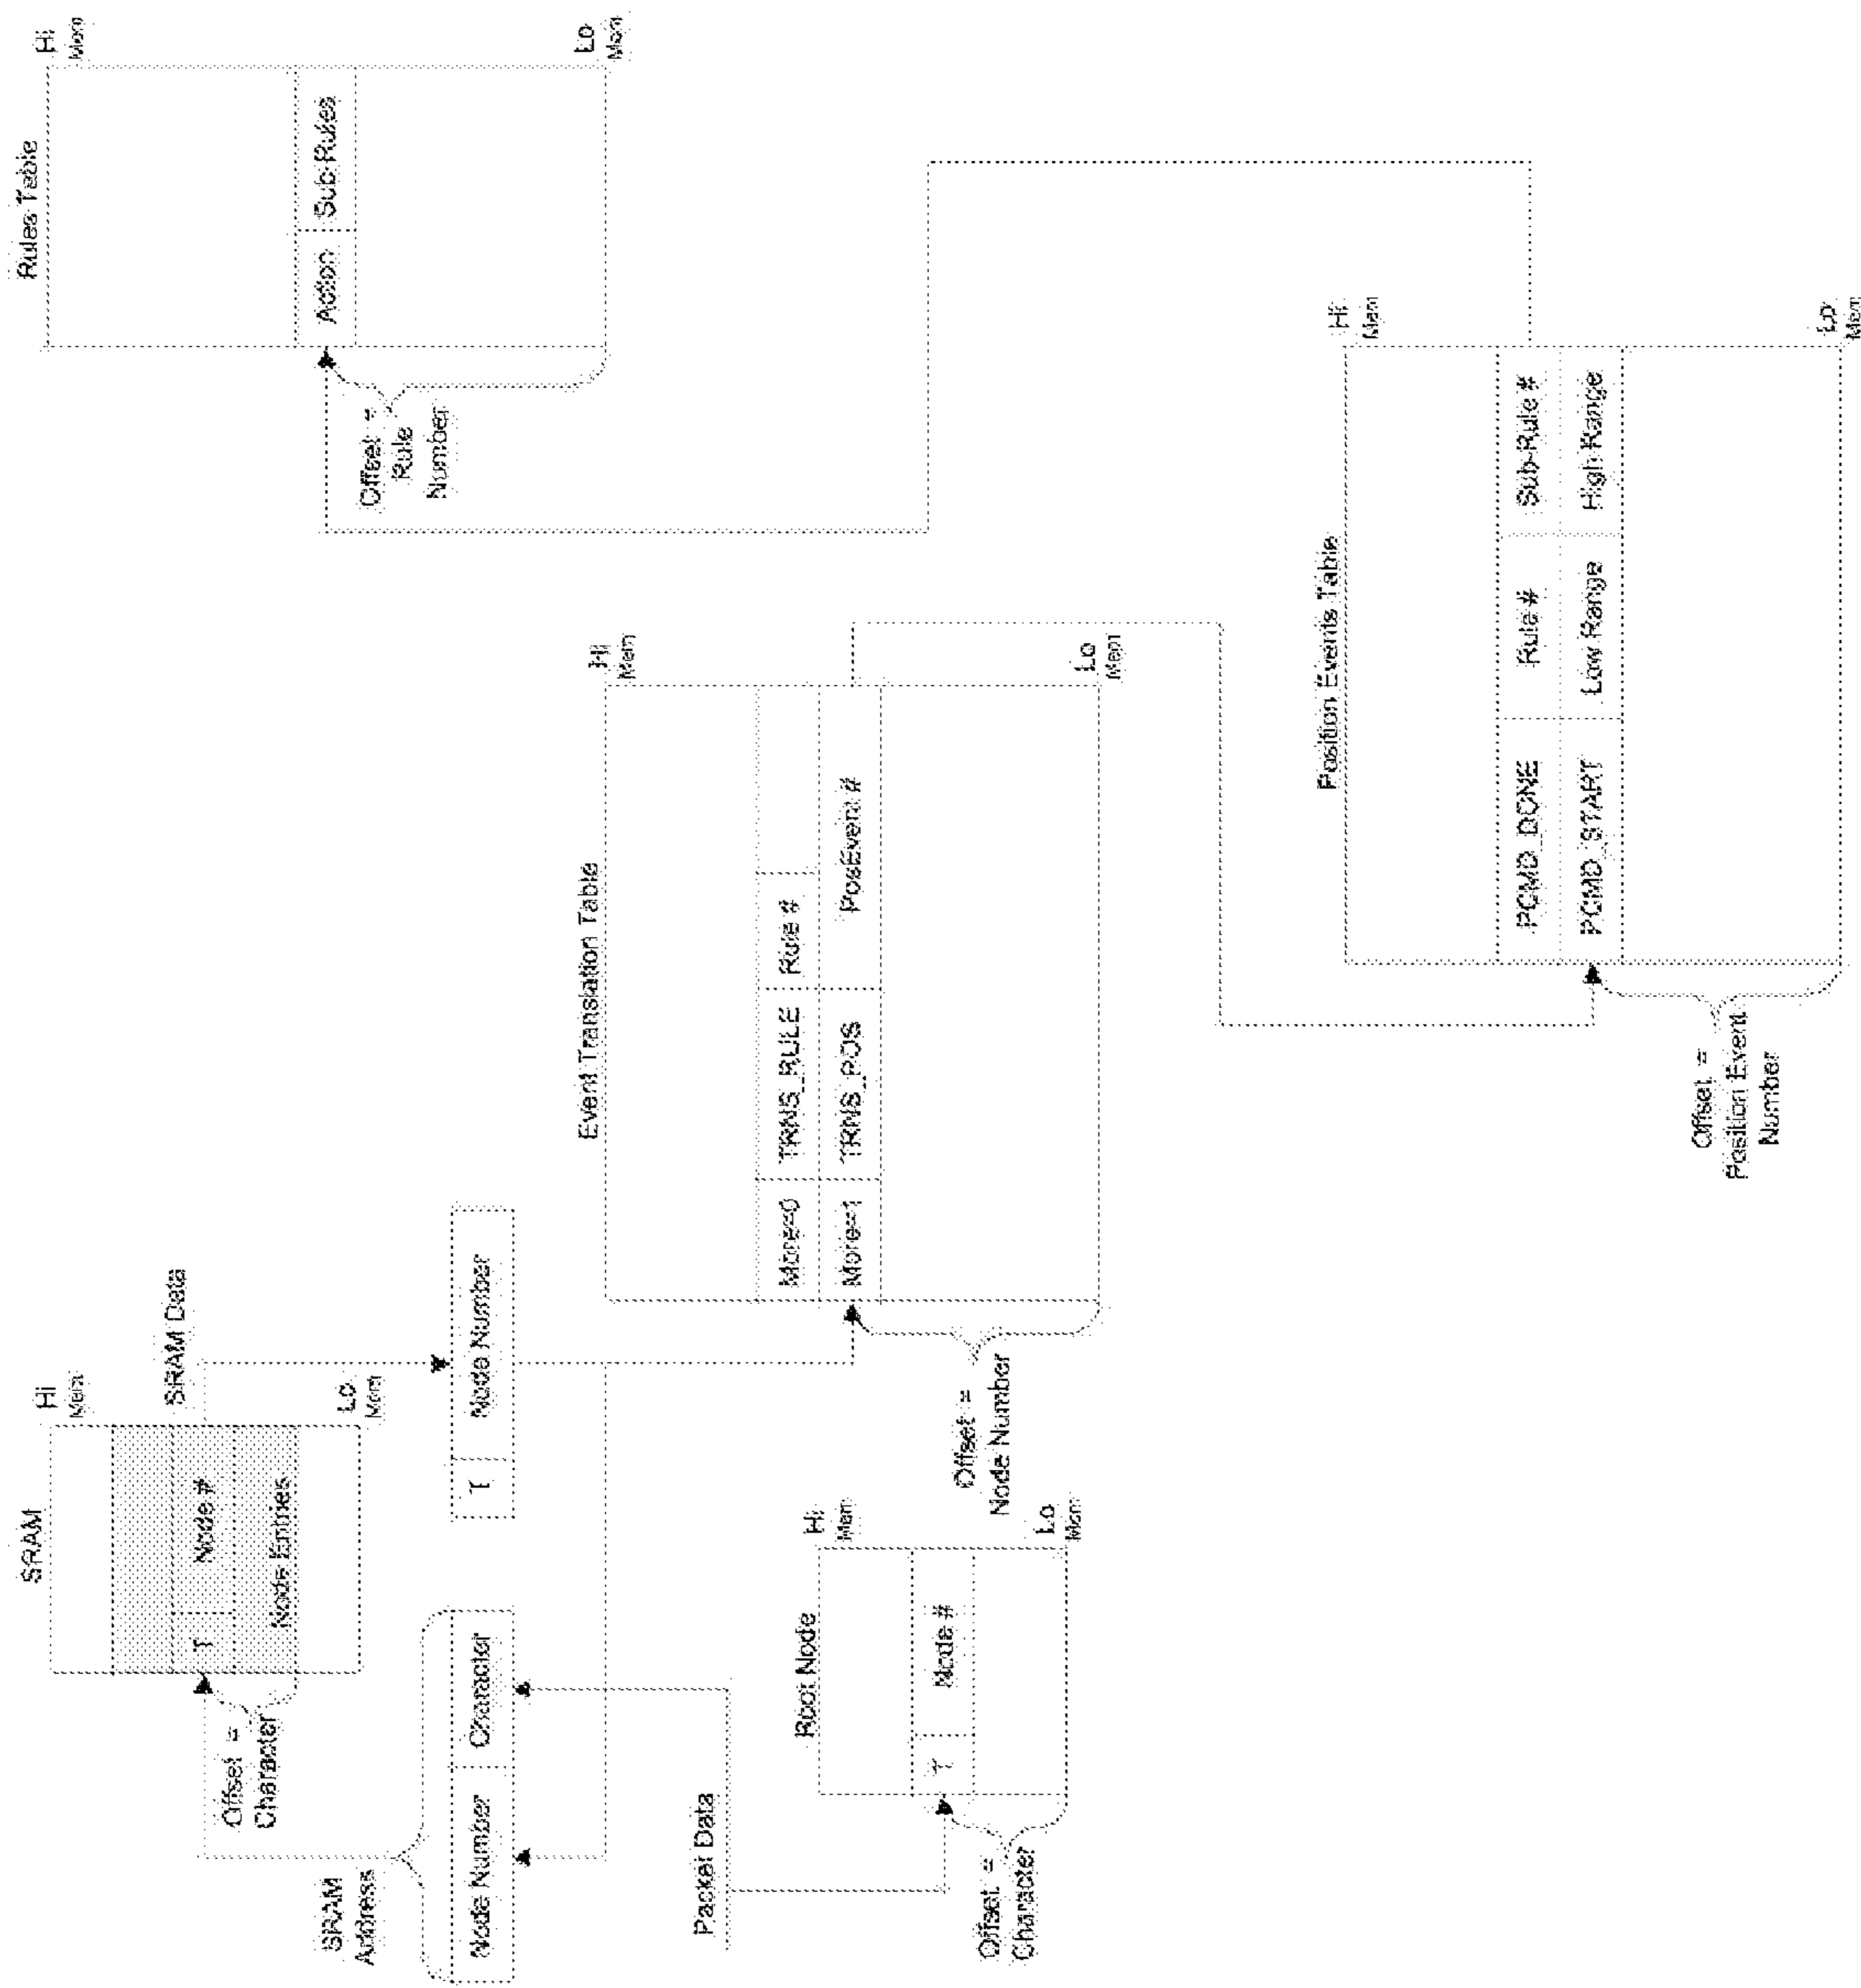 SRAM
Hi
Mem
T
Node #
Node Entries
Lo
Mem
SRAM Data
Offset =
Character
SRAM
Address
Node Number
Character
T
Node Number
Packet Data
Root Node
Hi
Mem
T
Node #
Lo
Mem
Offset =
Character
Event Translation Table
Hi
Mem
More=0
TRNS_RULE
Rule #
More=1
TRNS_POS
PosEvent #
Lo
Mem
Offset =
Node Number
Rules Table
Hi
Mem
Action
Sub-Rules
Lo
Mem
Offset =
Rule
Number
Position Events Table
Hi
Mem
PCMD_DONE
Rule #
Sub-Rule #
PCMD_START
Low Range
High Range
Lo
Mem
Offset =
Position Event
Number